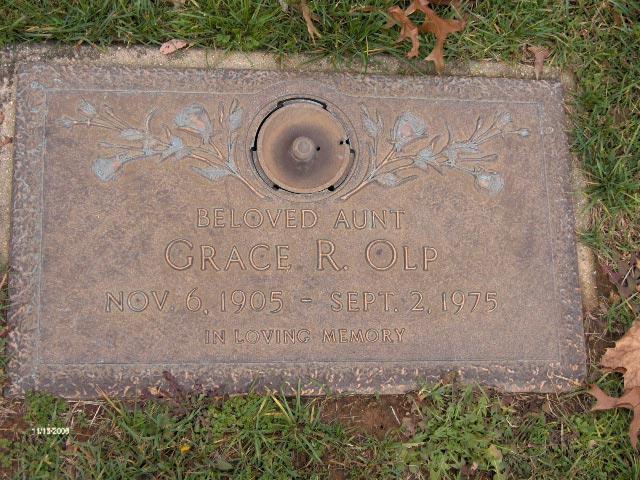 BELOVED AUNT
GRACE R. OLP
NOV. 6, 1905 - SEPT. 2, 1975
IN LOVING MEMORY